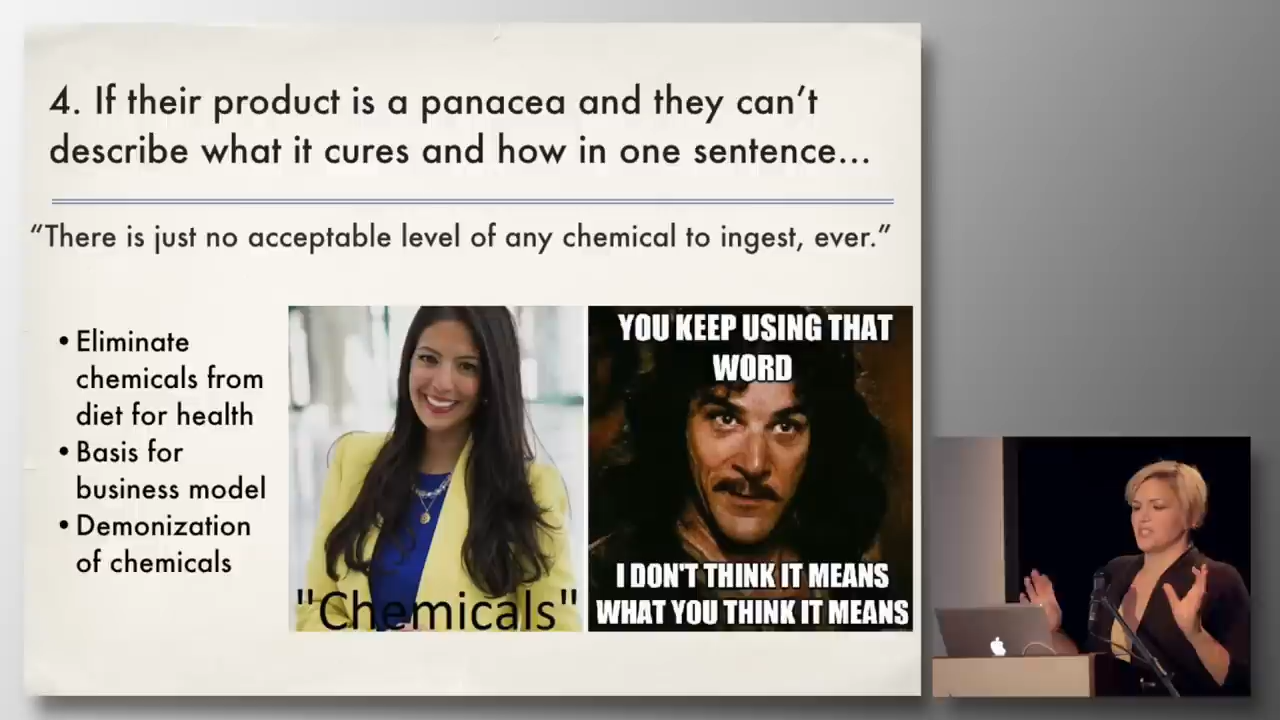 4. If their product is a panacea and they can't
describe what it cures and how in one sentence...
“There is just no acceptable level of any chemical to ingest, ever.”
• Eliminate
chemicals from
diet for health
• Basis for
business model
• Demonization
of chemicals
"Chemicals"
YOU KEEP USING THAT
WORD
I DON'T THINK IT MEANS
WHAT YOU THINK IT MEANS